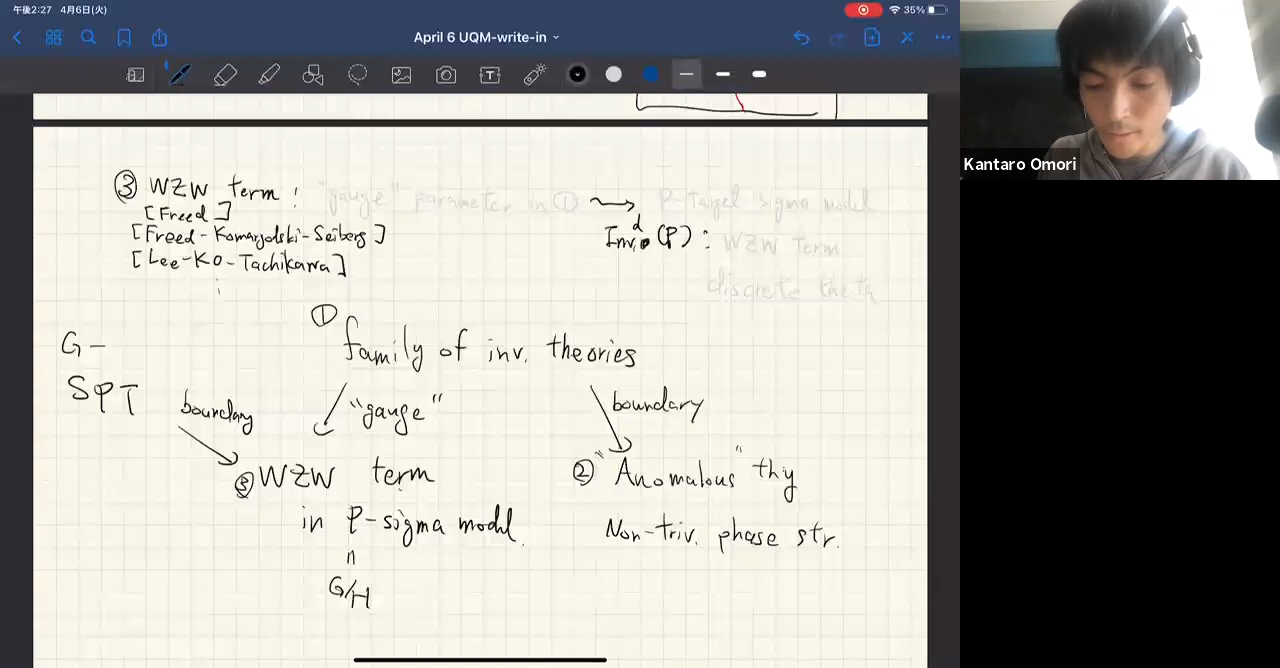 午後2:27 4月6日(火)
35%
April 6 UQM-write-in
Kantaro Omori
③ WZW term : "gauge" parameter in ① ⇝ P-target sigma model
[Freed]
[Freed-Komargodski-Seiberg]
Inv (P) : WZW term
[Lee-Ko-Tachikawa]
discrete
①
family of inv. theories
G-
SPT
boundary
"gauge"
boundary
③ WZW term
② "Anomalous" thy
in P-sigma model
Non-triv. phase str.
G/H